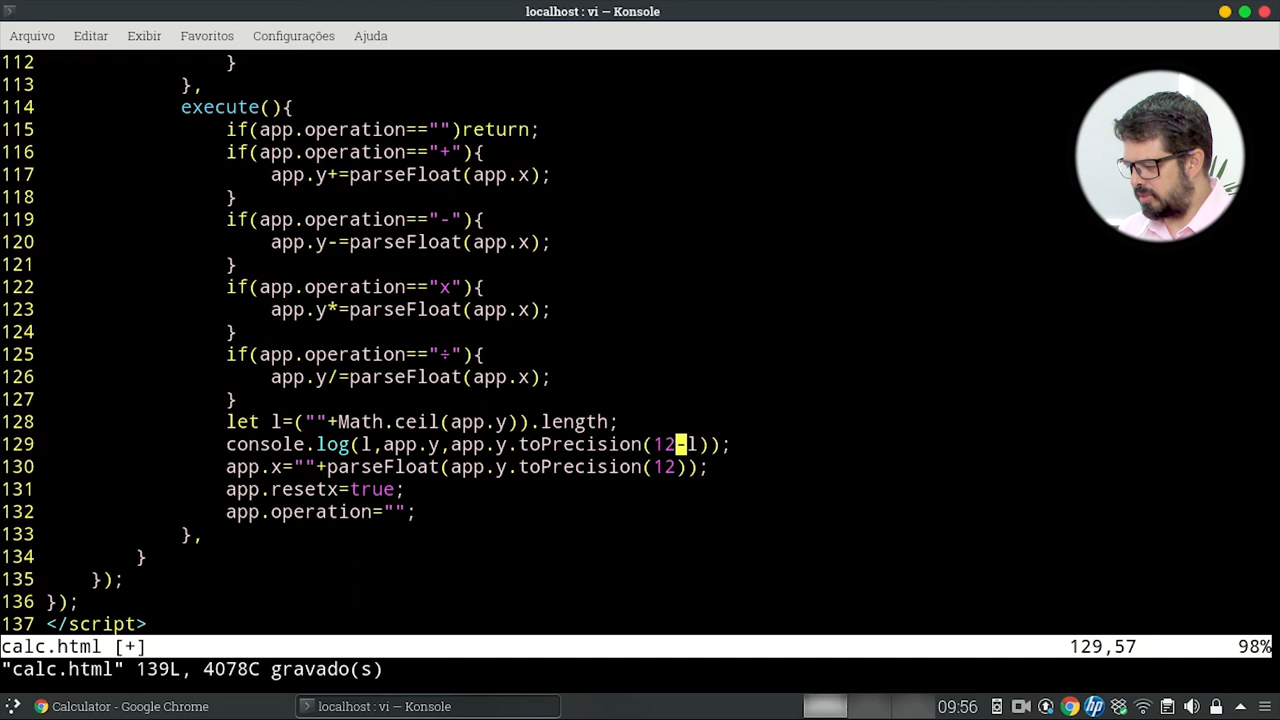 localhost : vi — Konsole
Arquivo Editar Exibir Favoritos Configurações Ajuda
112 }
113 },
114 execute(){
115 if(app.operation=="")return;
116 if(app.operation=="+"){
117 app.y+=parseFloat(app.x);
118 }
119 if(app.operation=="-"){
120 app.y-=parseFloat(app.x);
121 }
122 if(app.operation=="x"){
123 app.y*=parseFloat(app.x);
124 }
125 if(app.operation=="÷"){
126 app.y/=parseFloat(app.x);
127 }
128 let l=(""+Math.ceil(app.y)).length;
129 console.log(l,app.y,app.y.toPrecision(12-l));
130 app.x=""+parseFloat(app.y.toPrecision(12));
131 app.resetx=true;
132 app.operation="";
133 },
134 }
135 });
136 });
137 </script>
calc.html [+] 129,57 98%
"calc.html" 139L, 4078C gravado(s)
Calculator - Google Chrome localhost : vi — Konsole 09:56